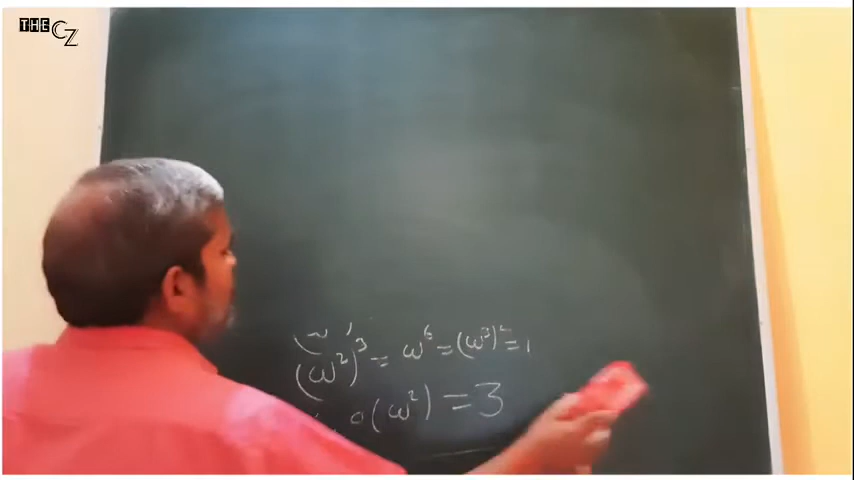 THE CZ
(ω²)³ = ω⁶ = (ω³)² = 1
o(ω²) = 3